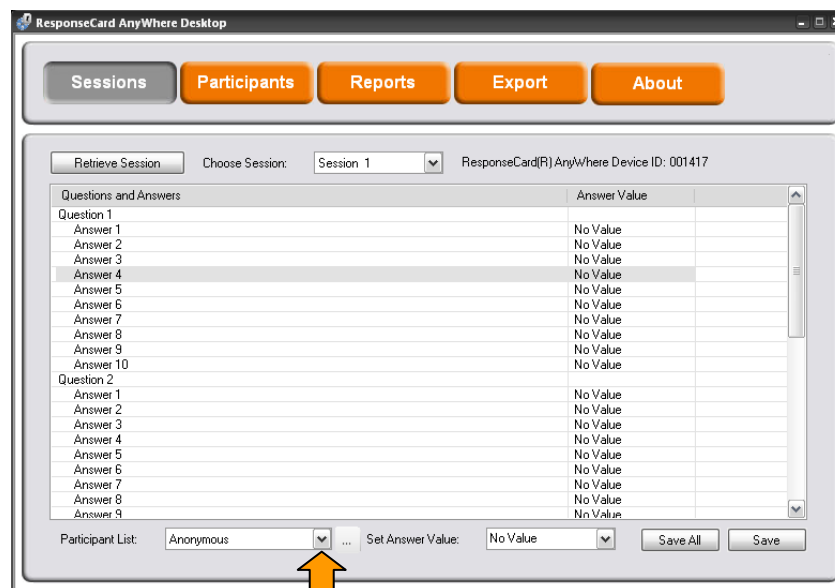 ResponseCard AnyWhere Desktop
Sessions Participants Reports Export About
Retrieve Session Choose Session: Session 1 ResponseCard(R) AnyWhere Device ID: 001417
Questions and Answers Answer Value
Question 1
Answer 1 No Value
Answer 2 No Value
Answer 3 No Value
Answer 4 No Value
Answer 5 No Value
Answer 6 No Value
Answer 7 No Value
Answer 8 No Value
Answer 9 No Value
Answer 10 No Value
Question 2
Answer 1 No Value
Answer 2 No Value
Answer 3 No Value
Answer 4 No Value
Answer 5 No Value
Answer 6 No Value
Answer 7 No Value
Answer 8 No Value
Answer 9 No Value
Participant List: Anonymous ... Set Answer Value: No Value Save All Save